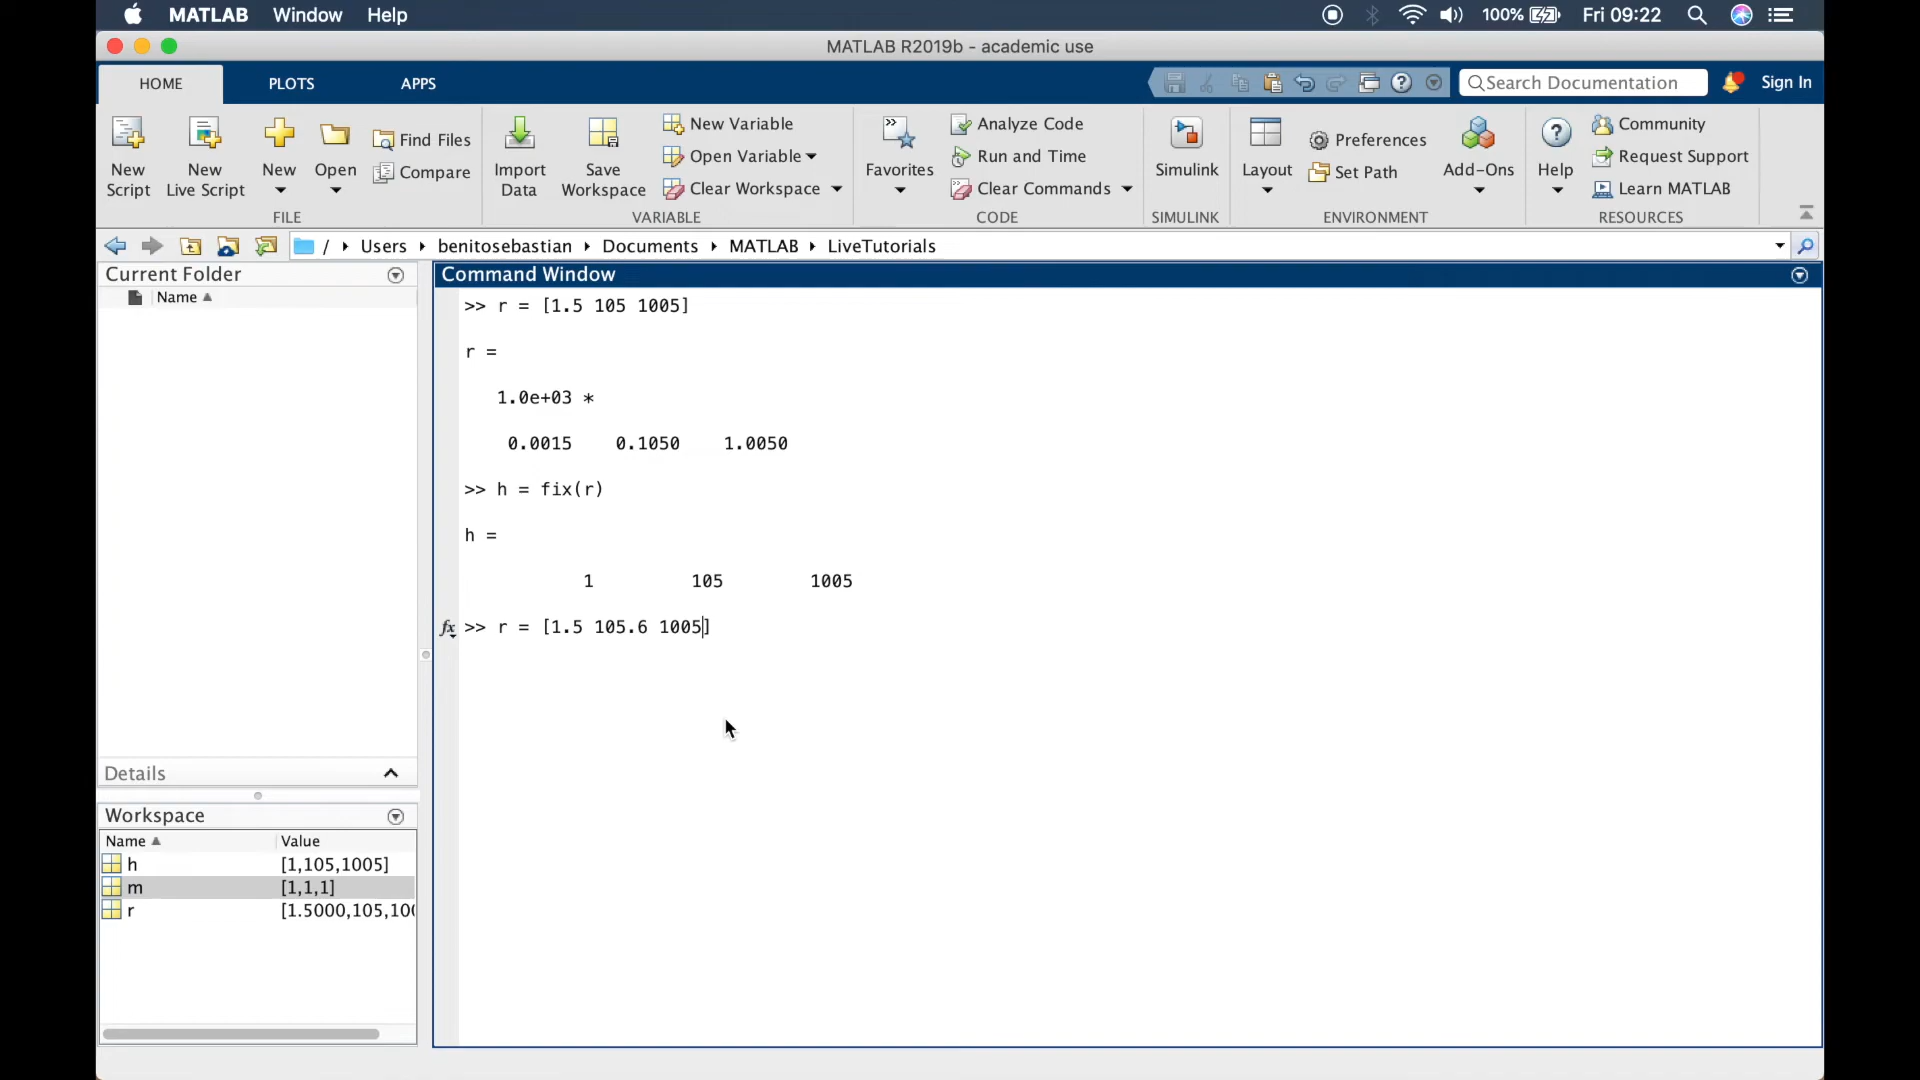 MATLAB Window Help 100% Fri 09:22
MATLAB R2019b - academic use
HOME PLOTS APPS Search Documentation Sign In
New Script
New Live Script
New
Open
Find Files
Compare
FILE
Import Data
Save Workspace
New Variable
Open Variable
Clear Workspace
VARIABLE
Favorites
Analyze Code
Run and Time
Clear Commands
CODE
Simulink
SIMULINK
Layout
Preferences
Set Path
Add-Ons
ENVIRONMENT
Help
Community
Request Support
Learn MATLAB
RESOURCES
/ Users benitosebastian Documents MATLAB LiveTutorials
Current Folder
Name
Details
Workspace
Name Value
h [1,105,1005]
m [1,1,1]
r [1.5000,105,100
Command Window
>> r = [1.5 105 1005]
r =
1.0e+03 *
0.0015 0.1050 1.0050
>> h = fix(r)
h =
1 105 1005
fx >> r = [1.5 105.6 1005]